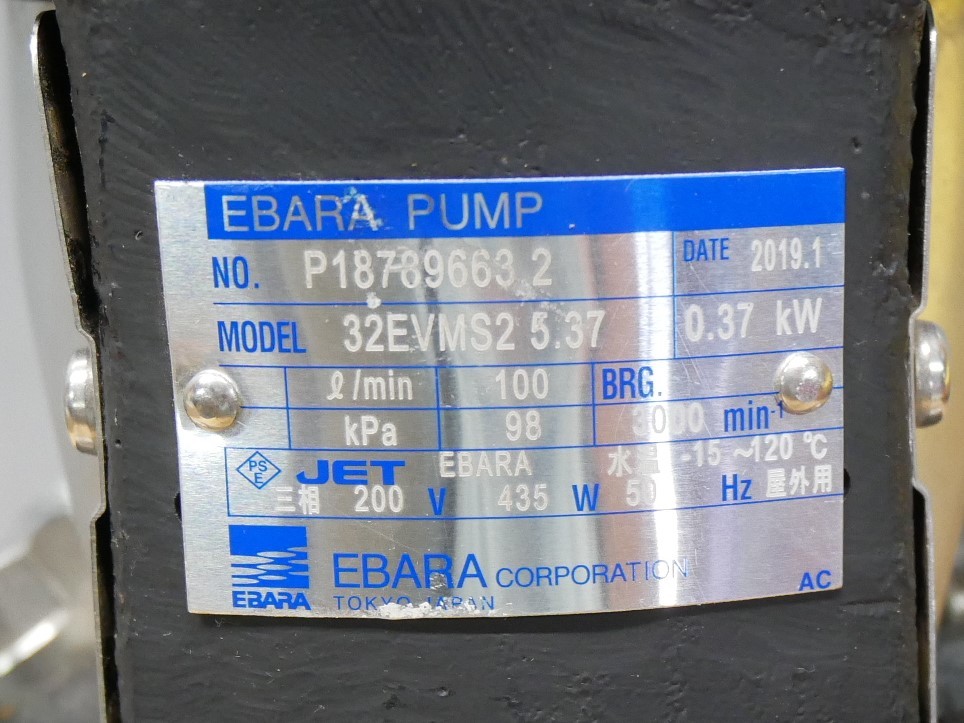 EBARA PUMP
NO. P18789663 2 DATE 2019.1
MODEL 32EVMS2 5.37 0.37 kW
ℓ/min 100 BRG.
kPa 98 3000 min⁻¹
PS E JET EBARA 水温 -15 ~120 ℃
三相 200 V 435 W 50 Hz 屋外用
EBARA CORPORATION
EBARA TOKYO JAPAN AC